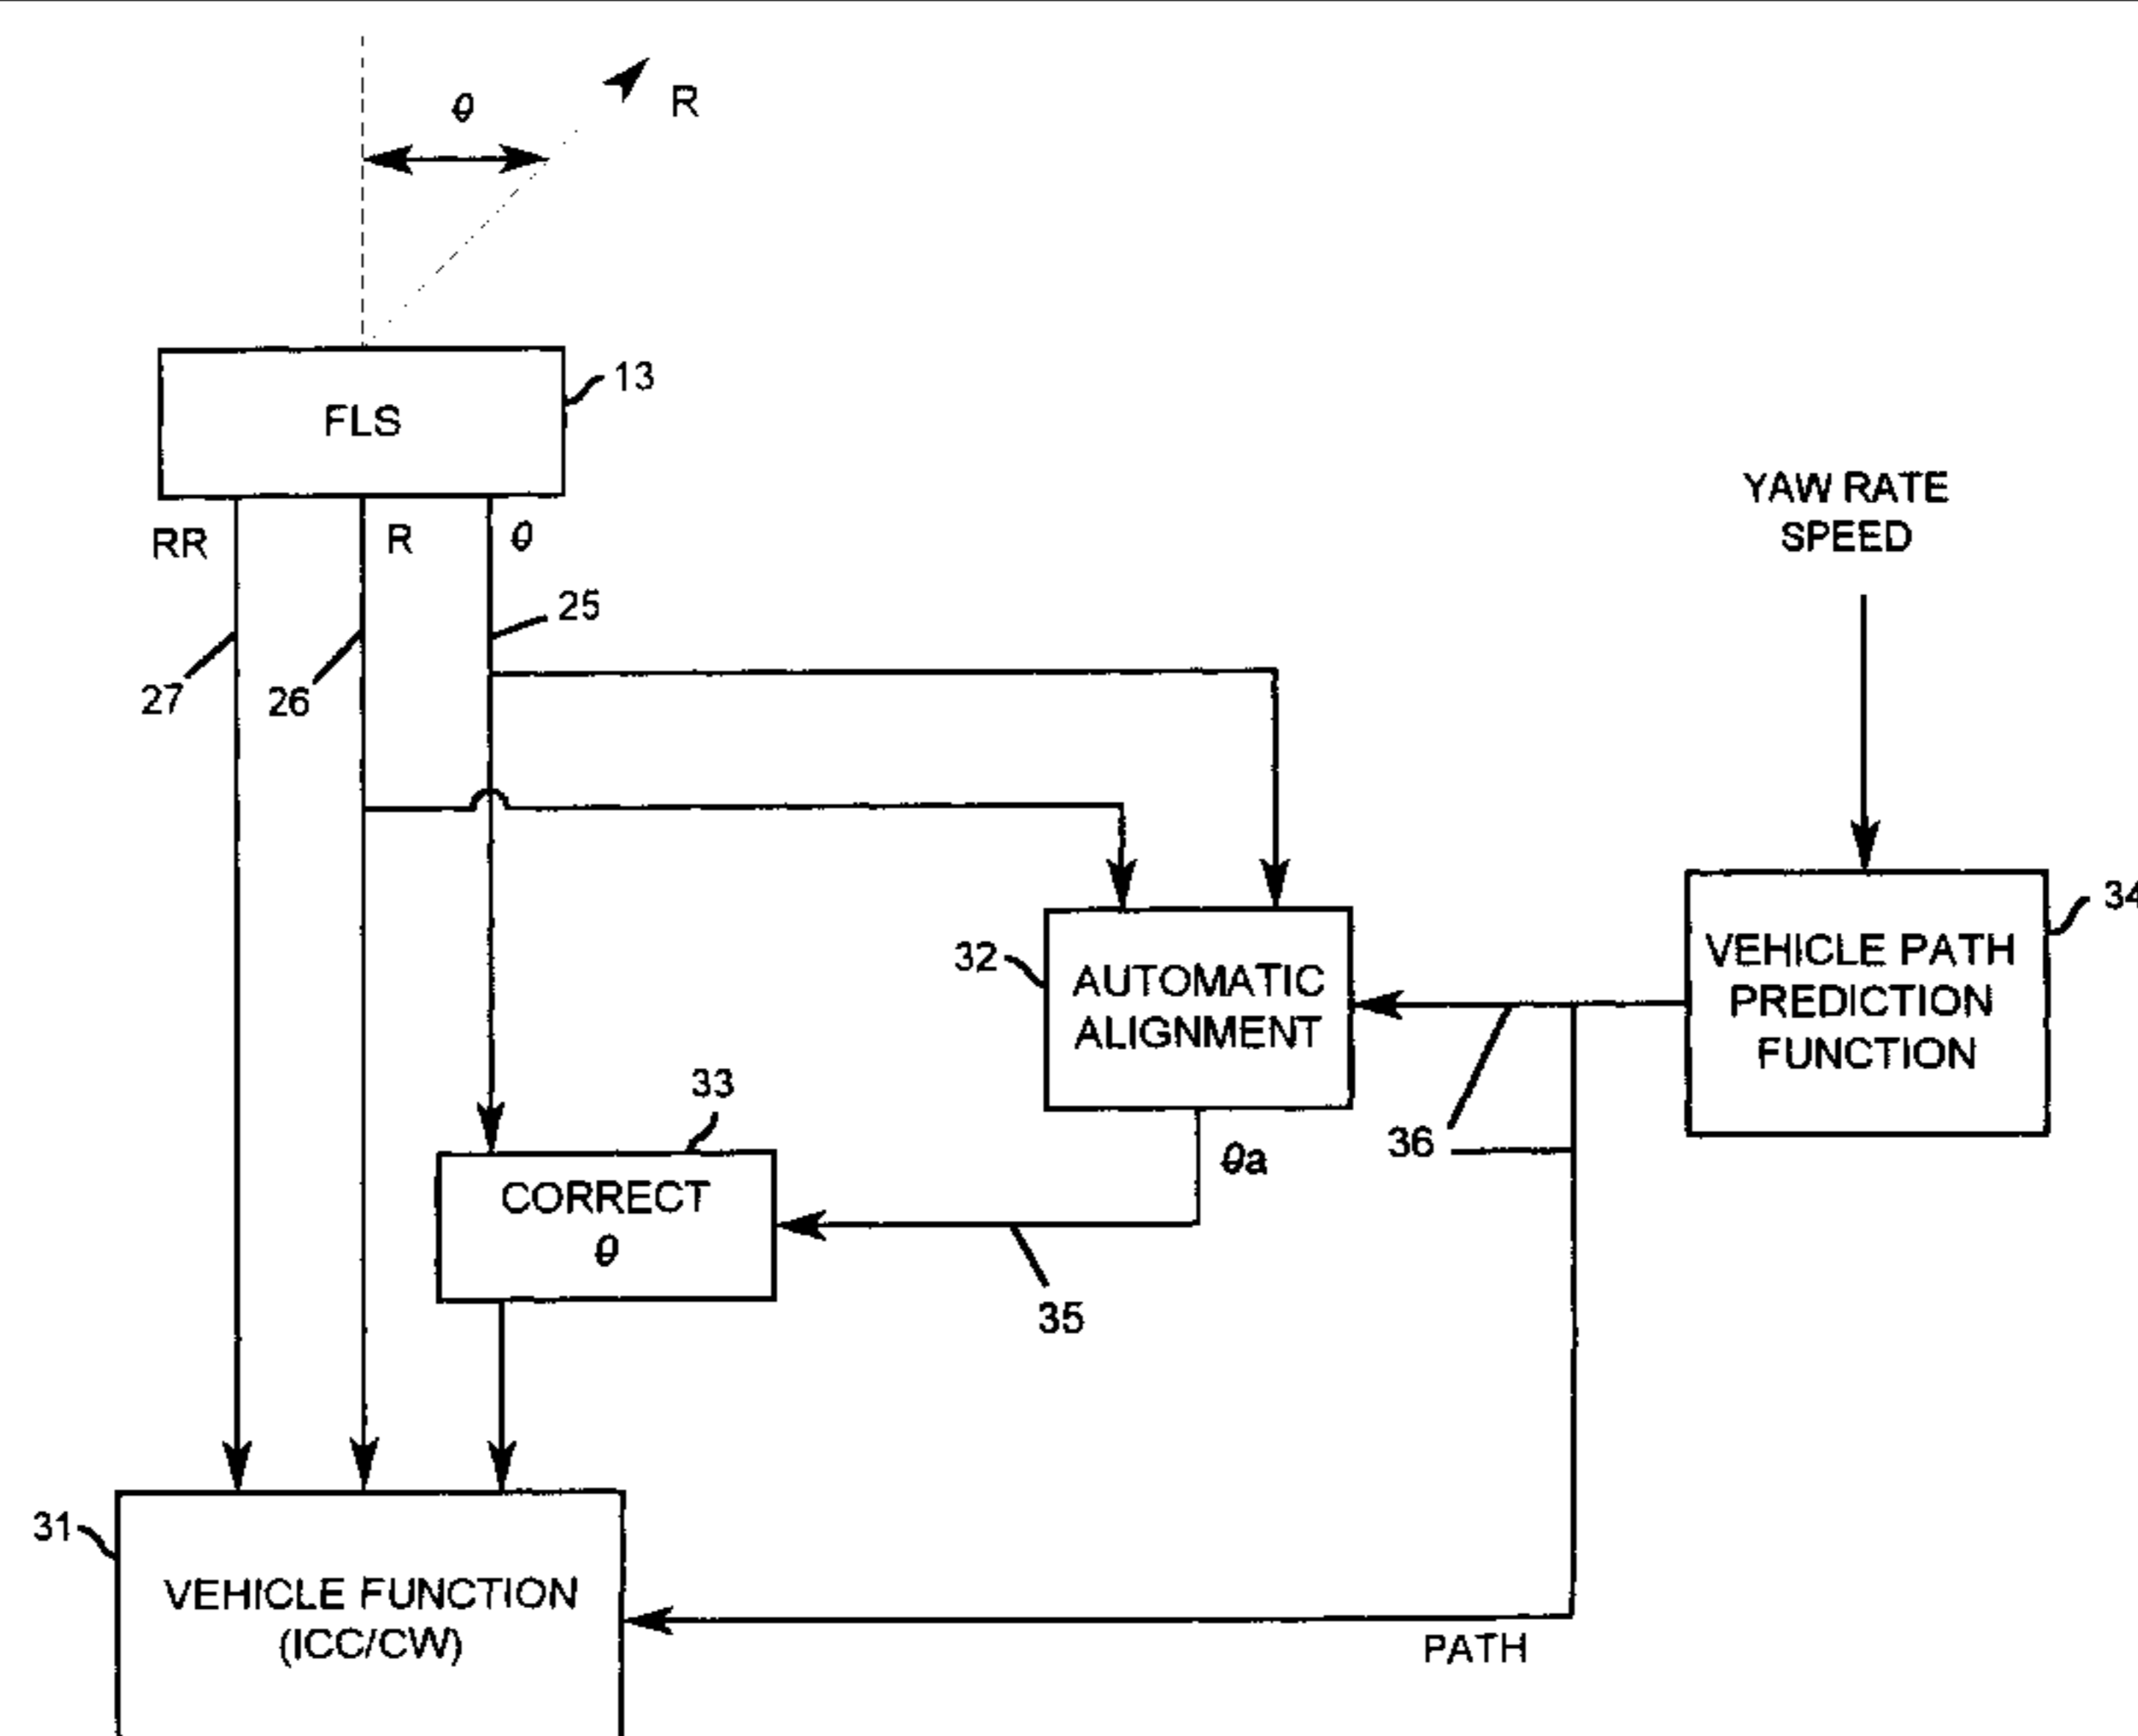 θ
R
FLS
13
RR
R
θ
25
27
26
YAW RATE
SPEED
34
VEHICLE PATH
PREDICTION
FUNCTION
32
AUTOMATIC
ALIGNMENT
36
33
θa
CORRECT
θ
35
31
VEHICLE FUNCTION
(ICC/CW)
PATH